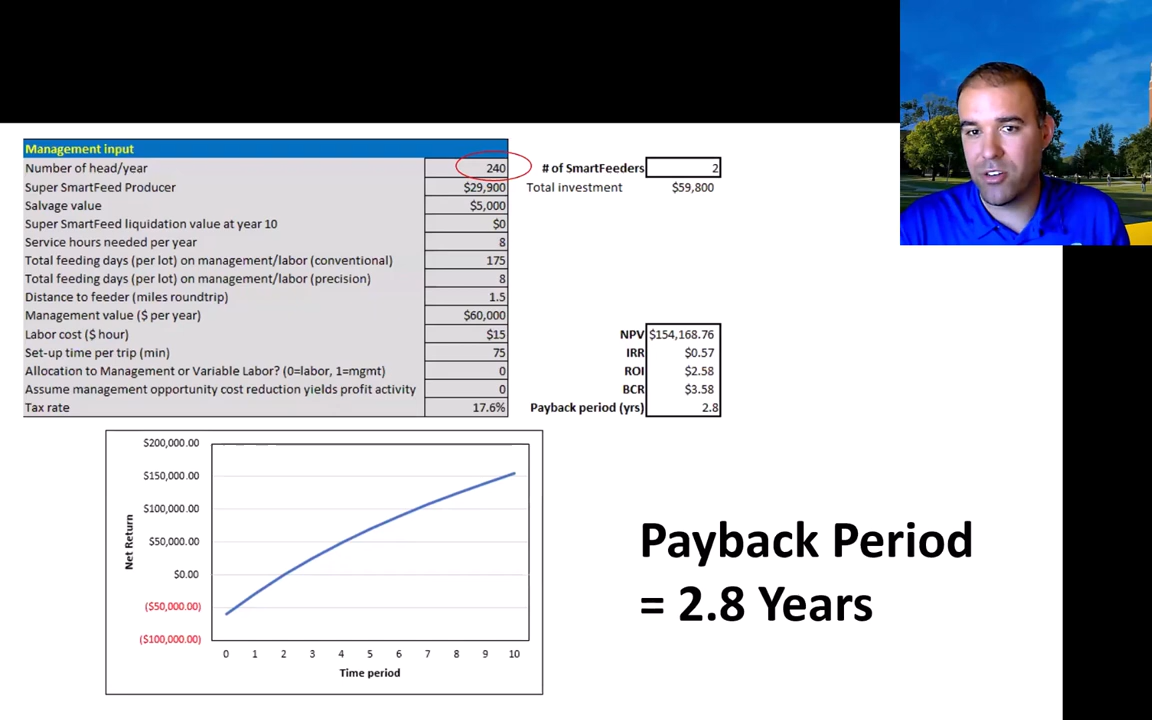 Management input
Number of head/year 240 # of SmartFeeders 2
Super SmartFeed Producer $29,900 Total investment $59,800
Salvage value $5,000
Super SmartFeed liquidation value at year 10 $0
Service hours needed per year 8
Total feeding days (per lot) on management/labor (conventional) 175
Total feeding days (per lot) on management/labor (precision) 8
Distance to feeder (miles roundtrip) 1.5
Management value ($ per year) $60,000
Labor cost ($ hour) $15 NPV $154,168.76
Set-up time per trip (min) 75 IRR $0.57
Allocation to Management or Variable Labor? (0=labor, 1=mgmt) 0 ROI $2.58
Assume management opportunity cost reduction yields profit activity 0 BCR $3.58
Tax rate 17.6% Payback period (yrs) 2.8
$200,000.00
$150,000.00
$100,000.00
$50,000.00
$0.00
($50,000.00)
($100,000.00)
Net Return
0 1 2 3 4 5 6 7 8 9 10
Time period
Payback Period
= 2.8 Years